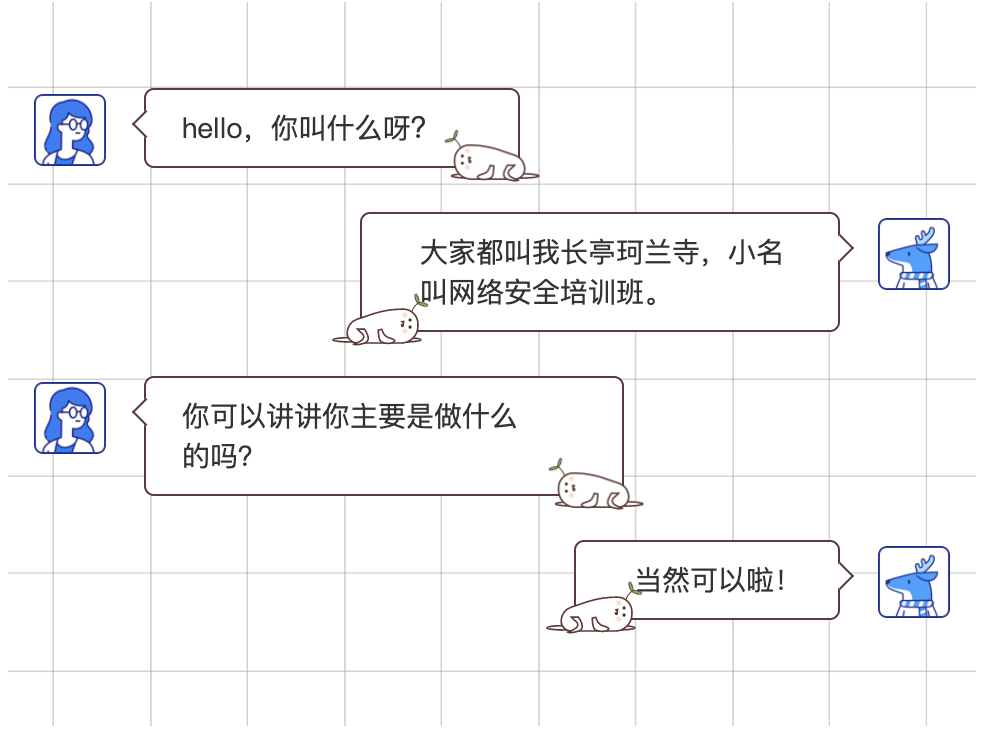 hello，你叫什么呀？
大家都叫我长亭珂兰寺，小名
叫网络安全培训班。
你可以讲讲你主要是做什么
的吗？
当然可以啦！